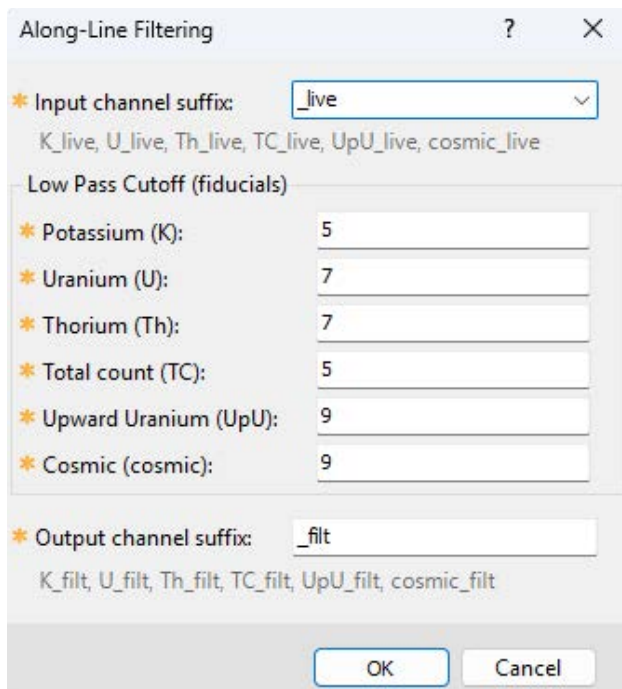 Along-Line Filtering ? ×
* Input channel suffix: _live
K_live, U_live, Th_live, TC_live, UpU_live, cosmic_live
Low Pass Cutoff (fiducials)
* Potassium (K): 5
* Uranium (U): 7
* Thorium (Th): 7
* Total count (TC): 5
* Upward Uranium (UpU): 9
* Cosmic (cosmic): 9
* Output channel suffix: _filt
K_filt, U_filt, Th_filt, TC_filt, UpU_filt, cosmic_filt
OK Cancel